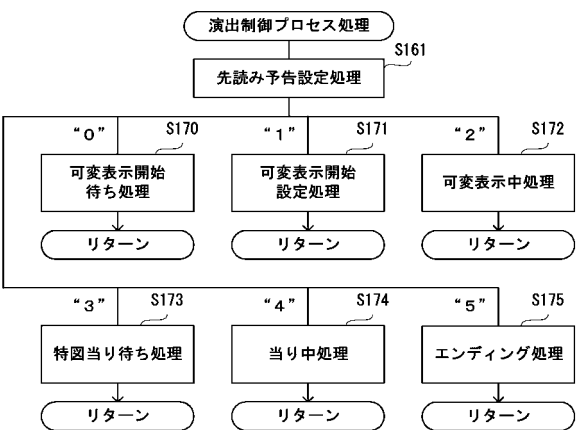 演出制御プロセス処理
S161
先読み予告設定処理
“0” S170 “1” S171 “2” S172
可変表示開始
待ち処理
可変表示開始
設定処理
可変表示中処理
リターン リターン リターン
“3” S173 “4” S174 “5” S175
特図当り待ち処理 当り中処理 エンディング処理
リターン リターン リターン